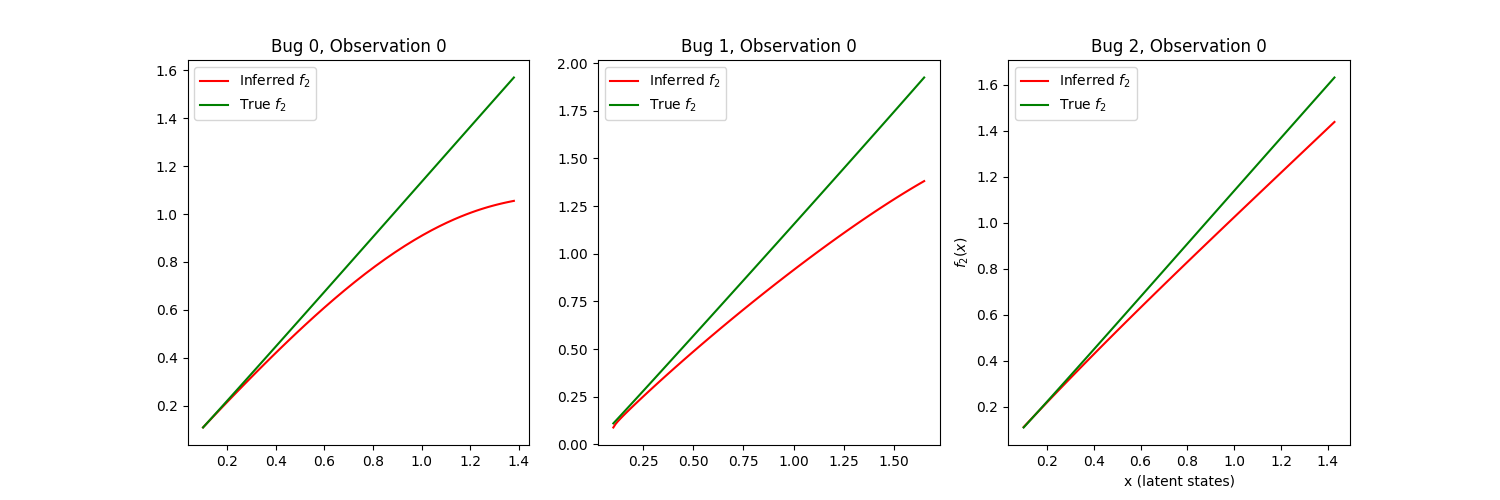 Bug 0, Observation 0
Inferred f₂
True f₂
1.6
1.4
1.2
1.0
0.8
0.6
0.4
0.2
0.2 0.4 0.6 0.8 1.0 1.2 1.4
Bug 1, Observation 0
Inferred f₂
True f₂
2.00
1.75
1.50
1.25
1.00
0.75
0.50
0.25
0.00
0.25 0.50 0.75 1.00 1.25 1.50
Bug 2, Observation 0
Inferred f₂
True f₂
f₂(x)
1.6
1.4
1.2
1.0
0.8
0.6
0.4
0.2
0.2 0.4 0.6 0.8 1.0 1.2 1.4
x (latent states)